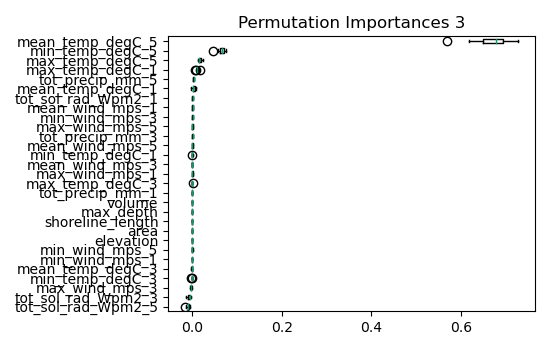 Permutation Importances 3
mean_temp_degC_5
min_temp_degC_5
max_temp_degC_5
max_temp_degC_1
tot_precip_mm_5
mean_temp_degC_1
tot_sol_rad_Wpm2_1
mean_wind_mps_1
min_wind_mps_3
max_wind_mps_5
tot_precip_mm_3
mean_wind_mps_5
min_temp_degC_1
mean_wind_mps_3
max_wind_mps_1
max_temp_degC_3
tot_precip_mm_1
volume
max_depth
shoreline_length
area
elevation
min_wind_mps_5
min_wind_mps_1
mean_temp_degC_3
min_temp_degC_3
max_wind_mps_3
tot_sol_rad_Wpm2_3
tot_sol_rad_Wpm2_5
0.0 0.2 0.4 0.6